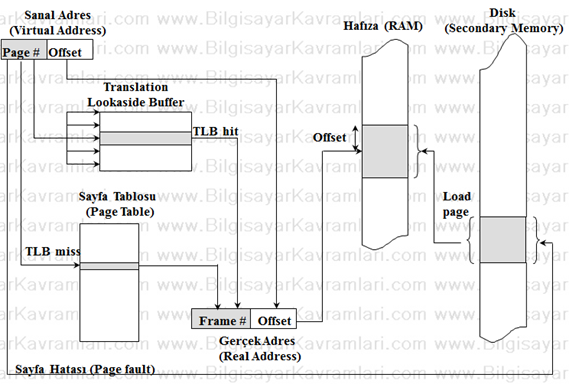 Sanal Adres
(Virtual Address)
Page #
Offset
Translation
Lookaside Buffer
TLB hit
Sayfa Tablosu
(Page Table)
TLB miss
Frame #
Offset
Gerçek Adres
(Real Address)
Sayfa Hatası (Page fault)
Hafıza (RAM)
Offset
Disk
(Secondary Memory)
Load
page
www.BilgisayarKavramlari.com